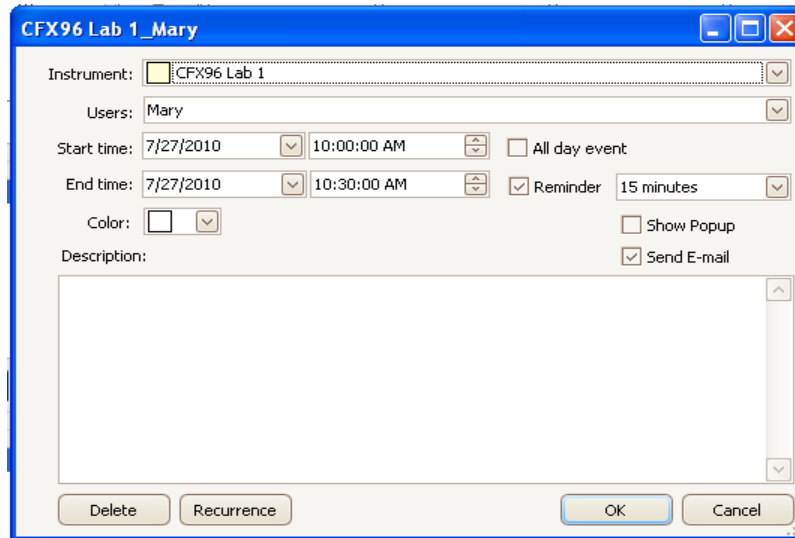 CFX96 Lab 1_Mary
Instrument: CFX96 Lab 1
Users: Mary
Start time: 7/27/2010 10:00:00 AM All day event
End time: 7/27/2010 10:30:00 AM Reminder 15 minutes
Color: Show Popup
Description: Send E-mail
Delete Recurrence OK Cancel